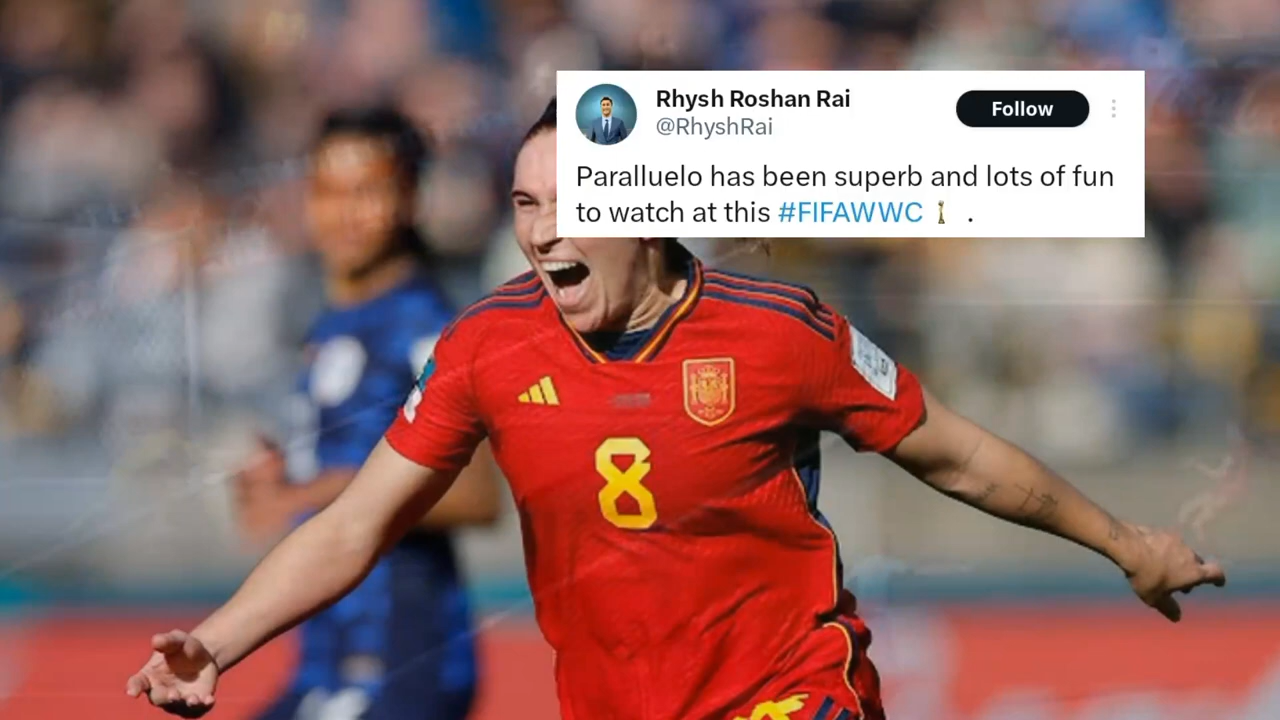 Rhysh Roshan Rai
@RhyshRai
Follow
Paralluelo has been superb and lots of fun
to watch at this #FIFAWWC .
8